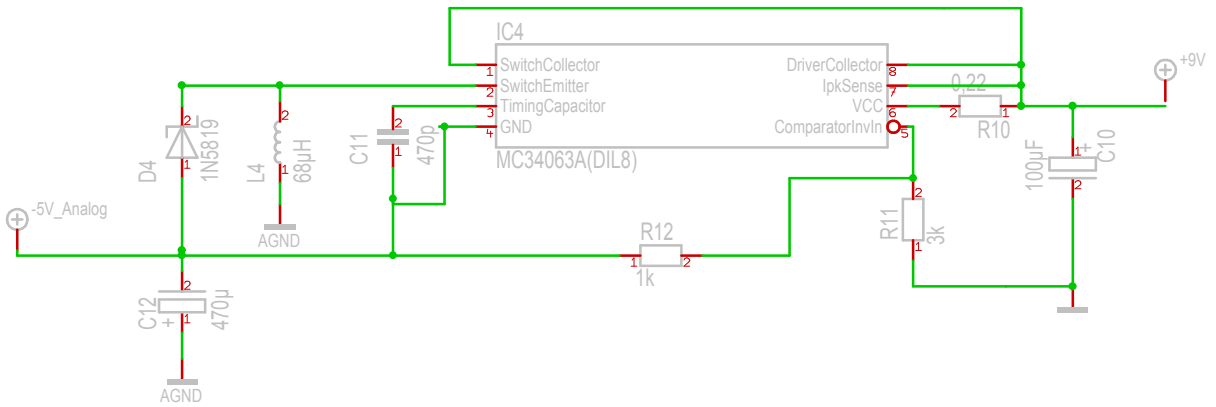 IC4
+9V
1
SwitchCollector
DriverCollector
8
2
SwitchEmitter
IpkSense
7
0,22
3
TimingCapacitor
VCC
6
2
1
R10
4
GND
ComparatorInvIn
5
MC34063A(DIL8)
D4
2
1
1N5819
L4
2
1
68µH
C11
2
1
470p
100µF
1
+
2
C10
-5V_Analog
AGND
R11
2
1
3k
R12
1
2
1k
C12
2
+
1
470µ
AGND